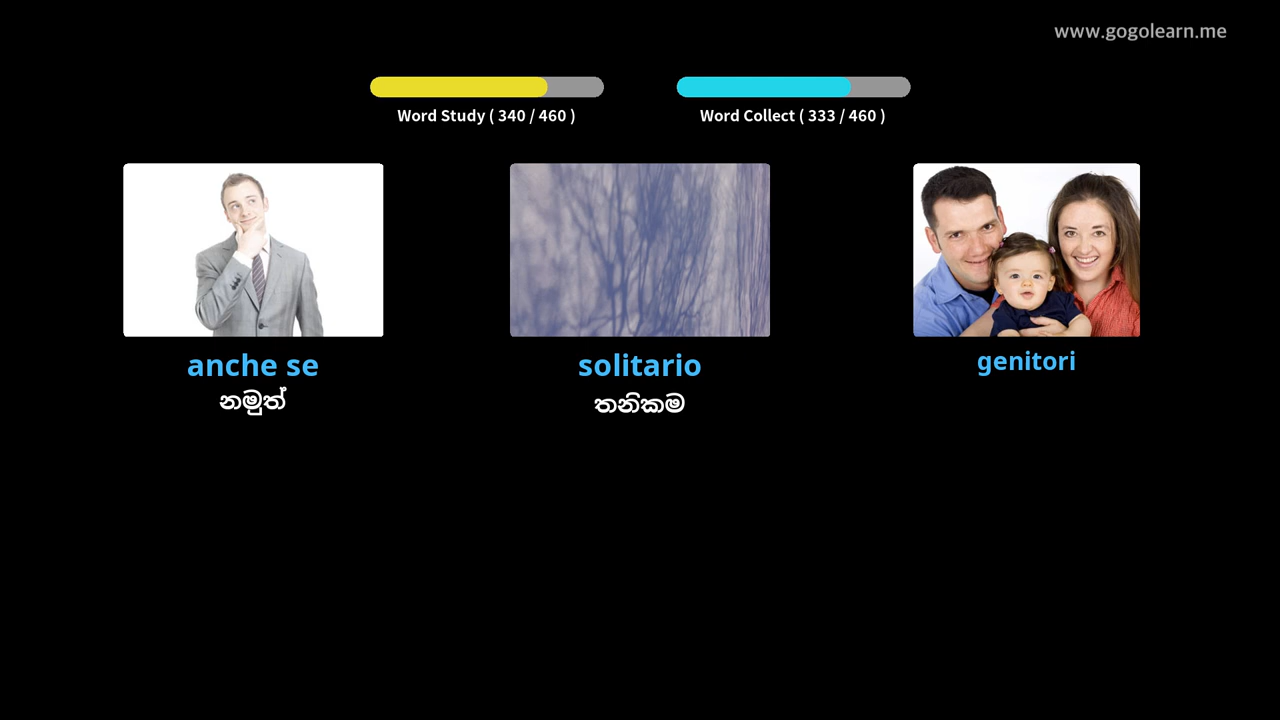 www.gogolearn.me
Word Study ( 340 / 460 )
Word Collect ( 333 / 460 )
anche se
නමුත්
solitario
තනිකම
genitori